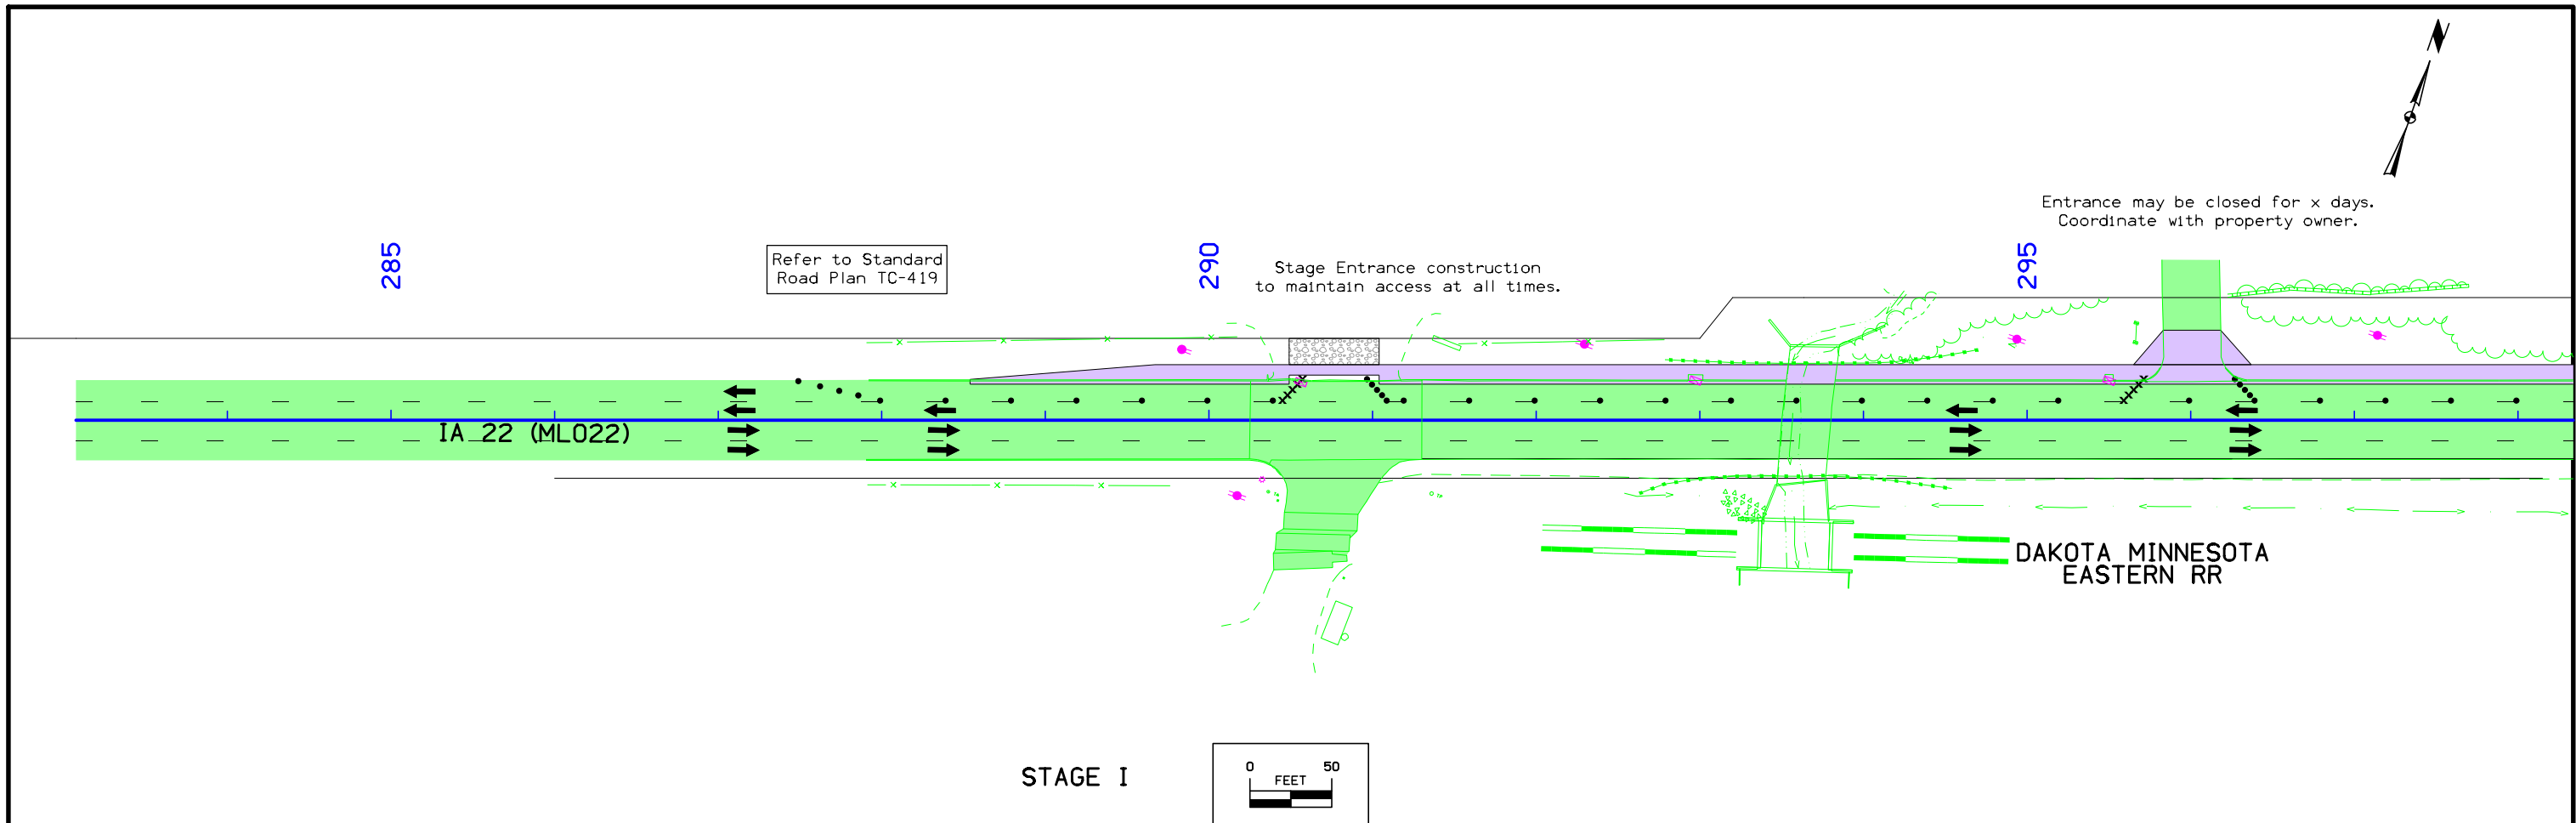 N
Entrance may be closed for x days.
Coordinate with property owner.
285
Refer to Standard
Road Plan TC-419
290
Stage Entrance construction
to maintain access at all times.
295
IA 22 (ML022)
DAKOTA MINNESOTA
EASTERN RR
STAGE I
0 50
FEET